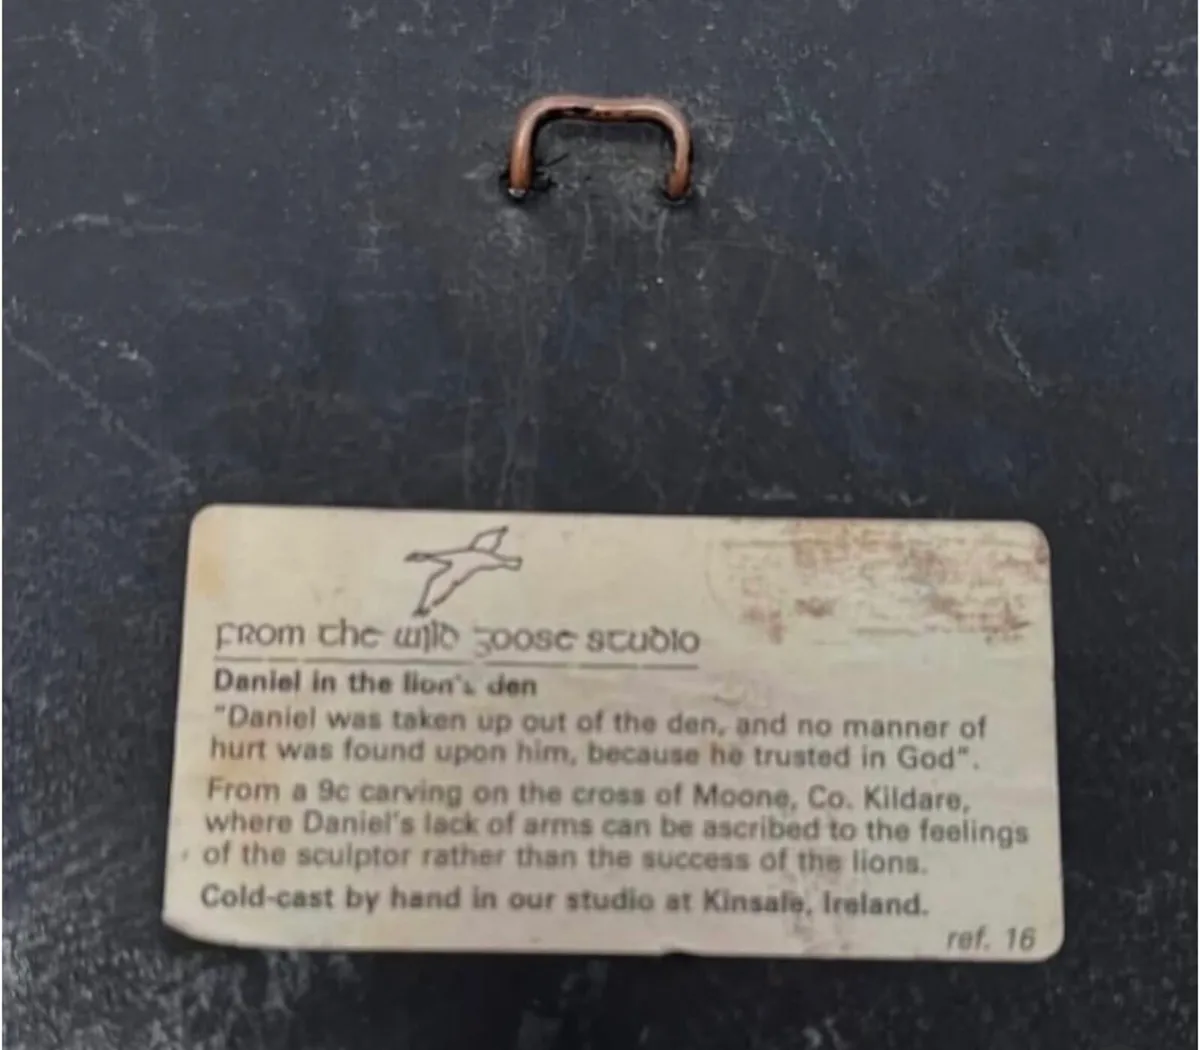 From the wild goose studio
Daniel in the lion's den
"Daniel was taken up out of the den, and no manner of
hurt was found upon him, because he trusted in God".
From a 9c carving on the cross of Moone, Co. Kildare,
where Daniel's lack of arms can be ascribed to the feelings
of the sculptor rather than the success of the lions.
Cold-cast by hand in our studio at Kinsale, Ireland.
ref. 16